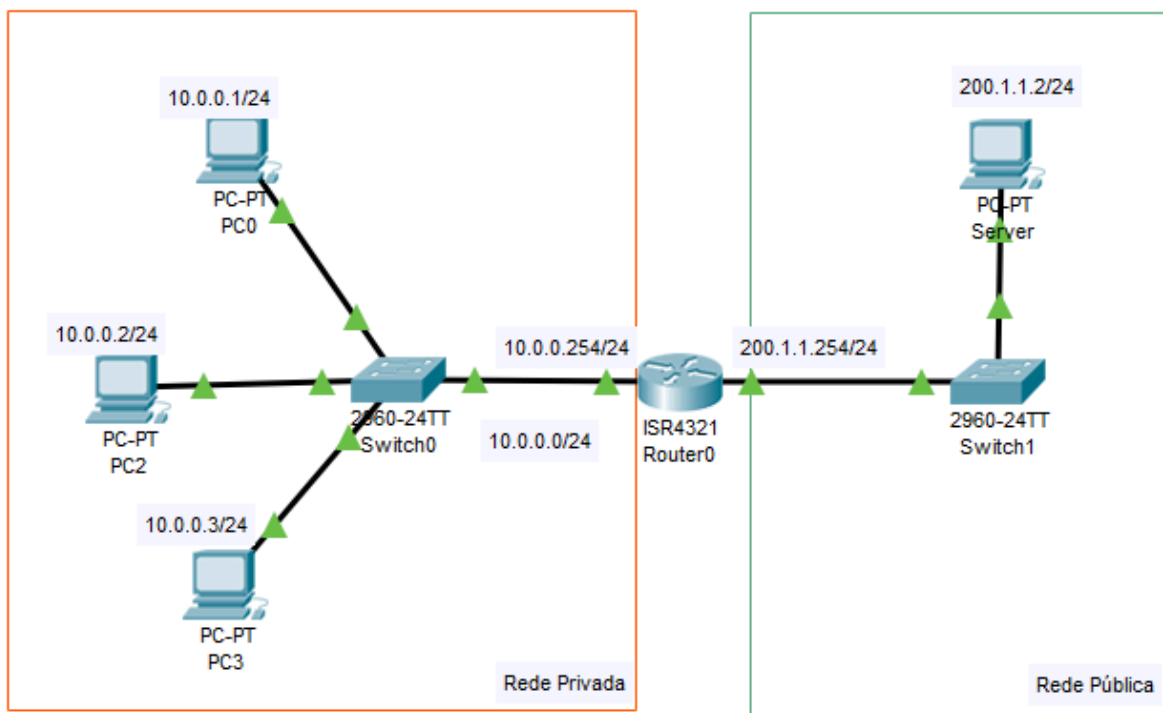 10.0.0.1/24
PC-PT
PC0
10.0.0.2/24
PC-PT
PC2
10.0.0.3/24
PC-PT
PC3
2960-24TT
Switch0
10.0.0.254/24
10.0.0.0/24
ISR4321
Router0
Rede Privada
200.1.1.2/24
PC-PT
Server
200.1.1.254/24
2960-24TT
Switch1
Rede Pública